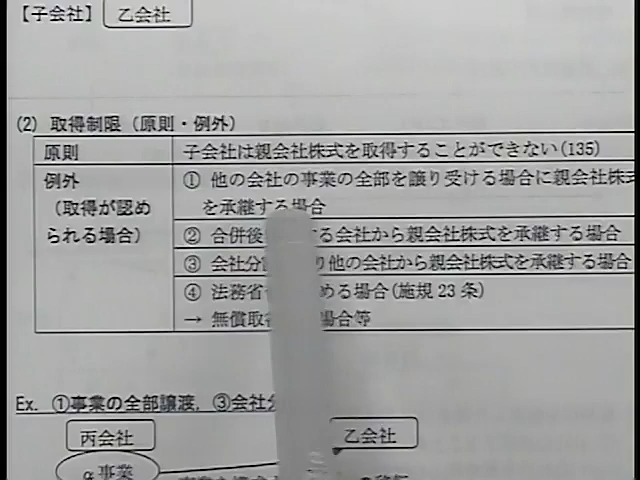 【子会社】 乙会社
(2) 取得制限（原則・例外）
原則 子会社は親会社株式を取得することができない(135)
例外 ① 他の会社の事業の全部を譲り受ける場合に親会社株式
（取得が認め を承継する場合
られる場合） ② 合併後 する会社から親会社株式を承継する場合
③ 会社分 り他の会社から親会社株式を承継する場合
④ 法務省 める場合(施規 23 条)
→ 無償取 場合等
Ex. ①事業の全部譲渡，③会社分
丙会社 乙会社
α事業